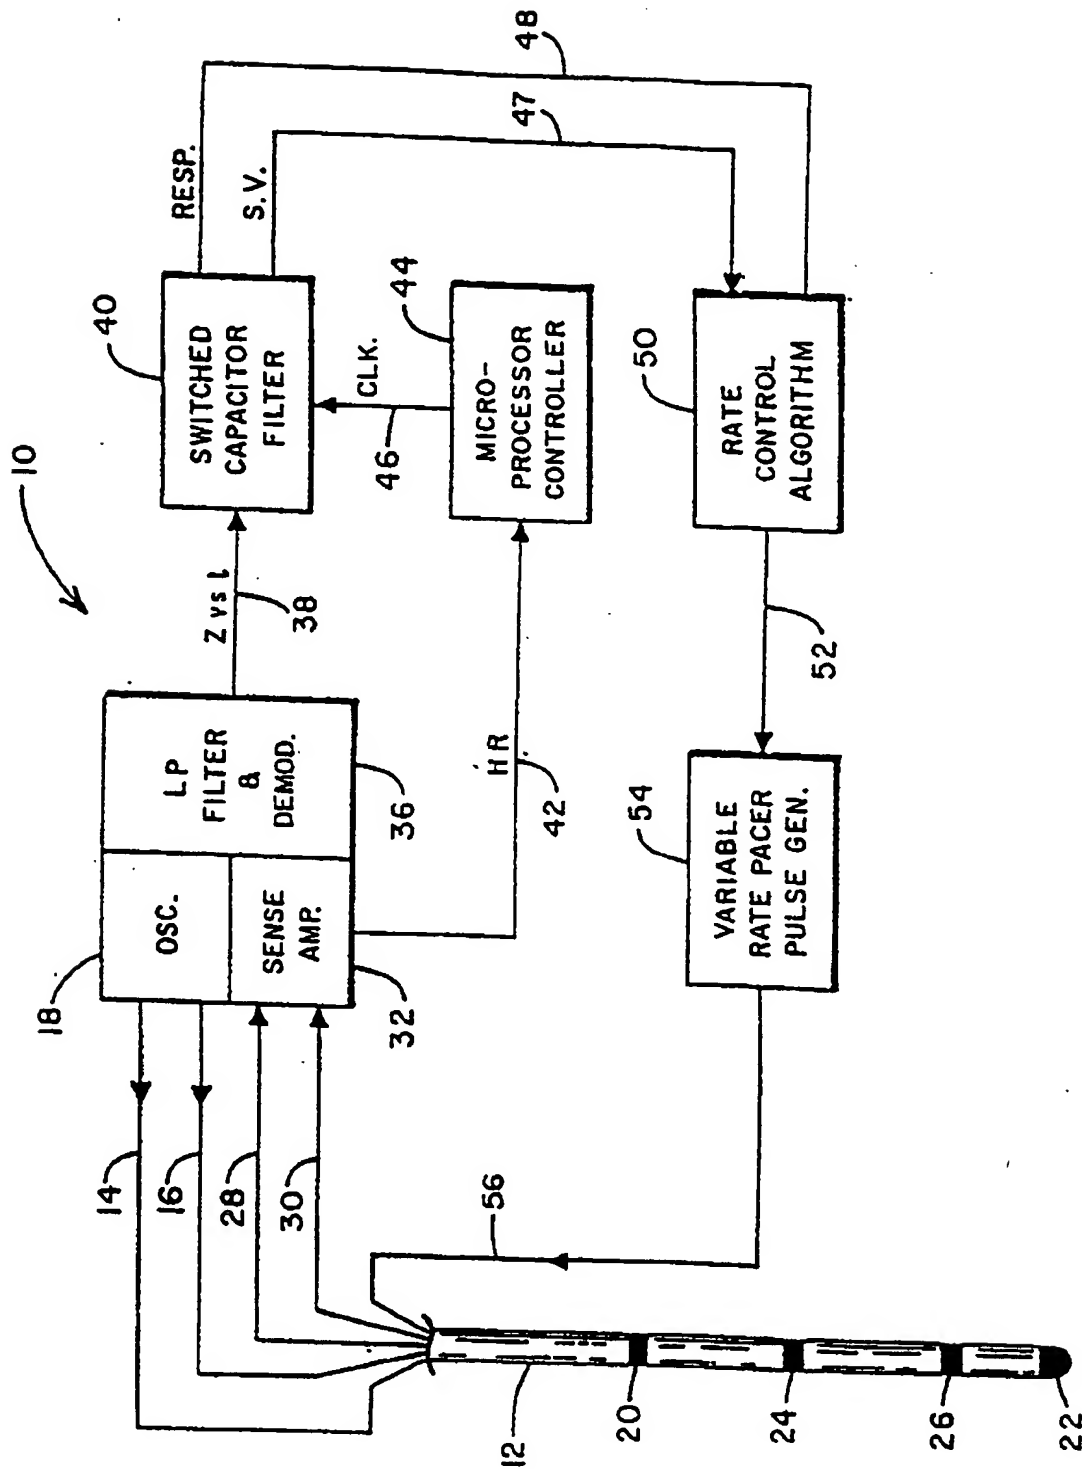 10
18
OSC.
SENSE
AMP.
32
LP
FILTER
&
DEMOD.
36
Z vs t
38
40
SWITCHED
CAPACITOR
FILTER
RESP.
S.V.
48
47
14
16
28
30
HR
42
CLK.
46
44
MICRO-
PROCESSOR
CONTROLLER
50
RATE
CONTROL
ALGORITHM
52
54
VARIABLE
RATE PACER
PULSE GEN.
56
12
20
24
26
22